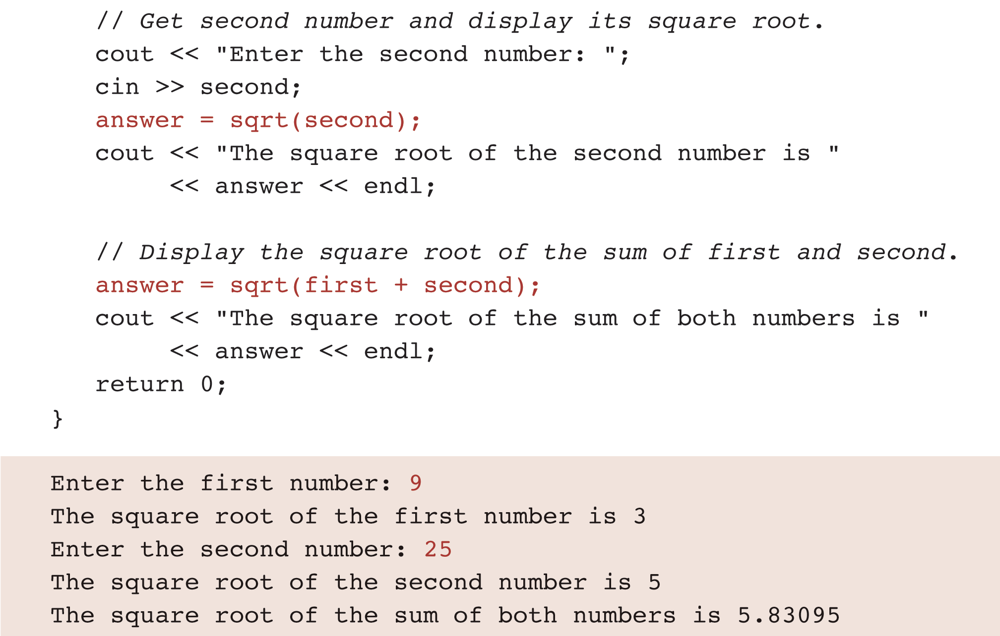 // Get second number and display its square root.
cout << "Enter the second number: ";
cin >> second;
answer = sqrt(second);
cout << "The square root of the second number is "
<< answer << endl;
// Display the square root of the sum of first and second.
answer = sqrt(first + second);
cout << "The square root of the sum of both numbers is "
<< answer << endl;
return 0;
}
Enter the first number: 9
The square root of the first number is 3
Enter the second number: 25
The square root of the second number is 5
The square root of the sum of both numbers is 5.83095